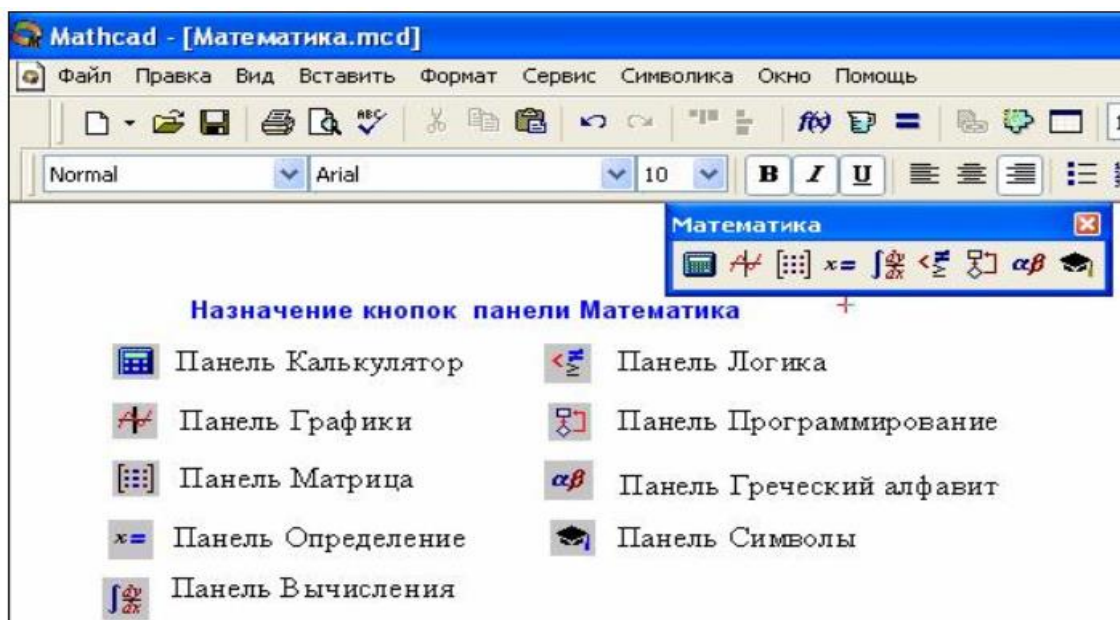 Mathcad - [Математика.mcd]
Файл Правка Вид Вставить Формат Сервис Символика Окно Помощь
Normal Arial 10 B I U
Математика
Назначение кнопок панели Математика
Панель Калькулятор
Панель Графики
Панель Матрица
Панель Определение
Панель Вычисления
Панель Логика
Панель Программирование
Панель Греческий алфавит
Панель Символы